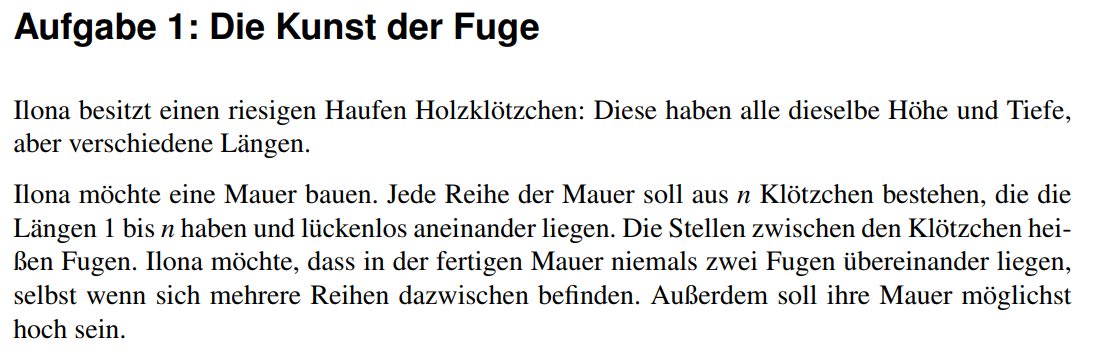 Aufgabe 1: Die Kunst der Fuge
Ilona besitzt einen riesigen Haufen Holzklötzchen: Diese haben alle dieselbe Höhe und Tiefe,
aber verschiedene Längen.
Ilona möchte eine Mauer bauen. Jede Reihe der Mauer soll aus n Klötzchen bestehen, die die
Längen 1 bis n haben und lückenlos aneinander liegen. Die Stellen zwischen den Klötzchen hei-
ßen Fugen. Ilona möchte, dass in der fertigen Mauer niemals zwei Fugen übereinander liegen,
selbst wenn sich mehrere Reihen dazwischen befinden. Außerdem soll ihre Mauer möglichst
hoch sein.